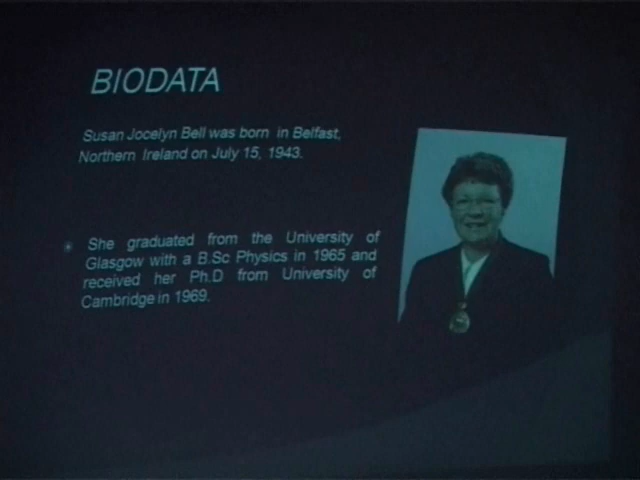 BIODATA
Susan Jocelyn Bell was born in Belfast,
Northern Ireland on July 15, 1943.
She graduated from the University of
Glasgow with a B.Sc Physics in 1965 and
received her Ph.D from University of
Cambridge in 1969.